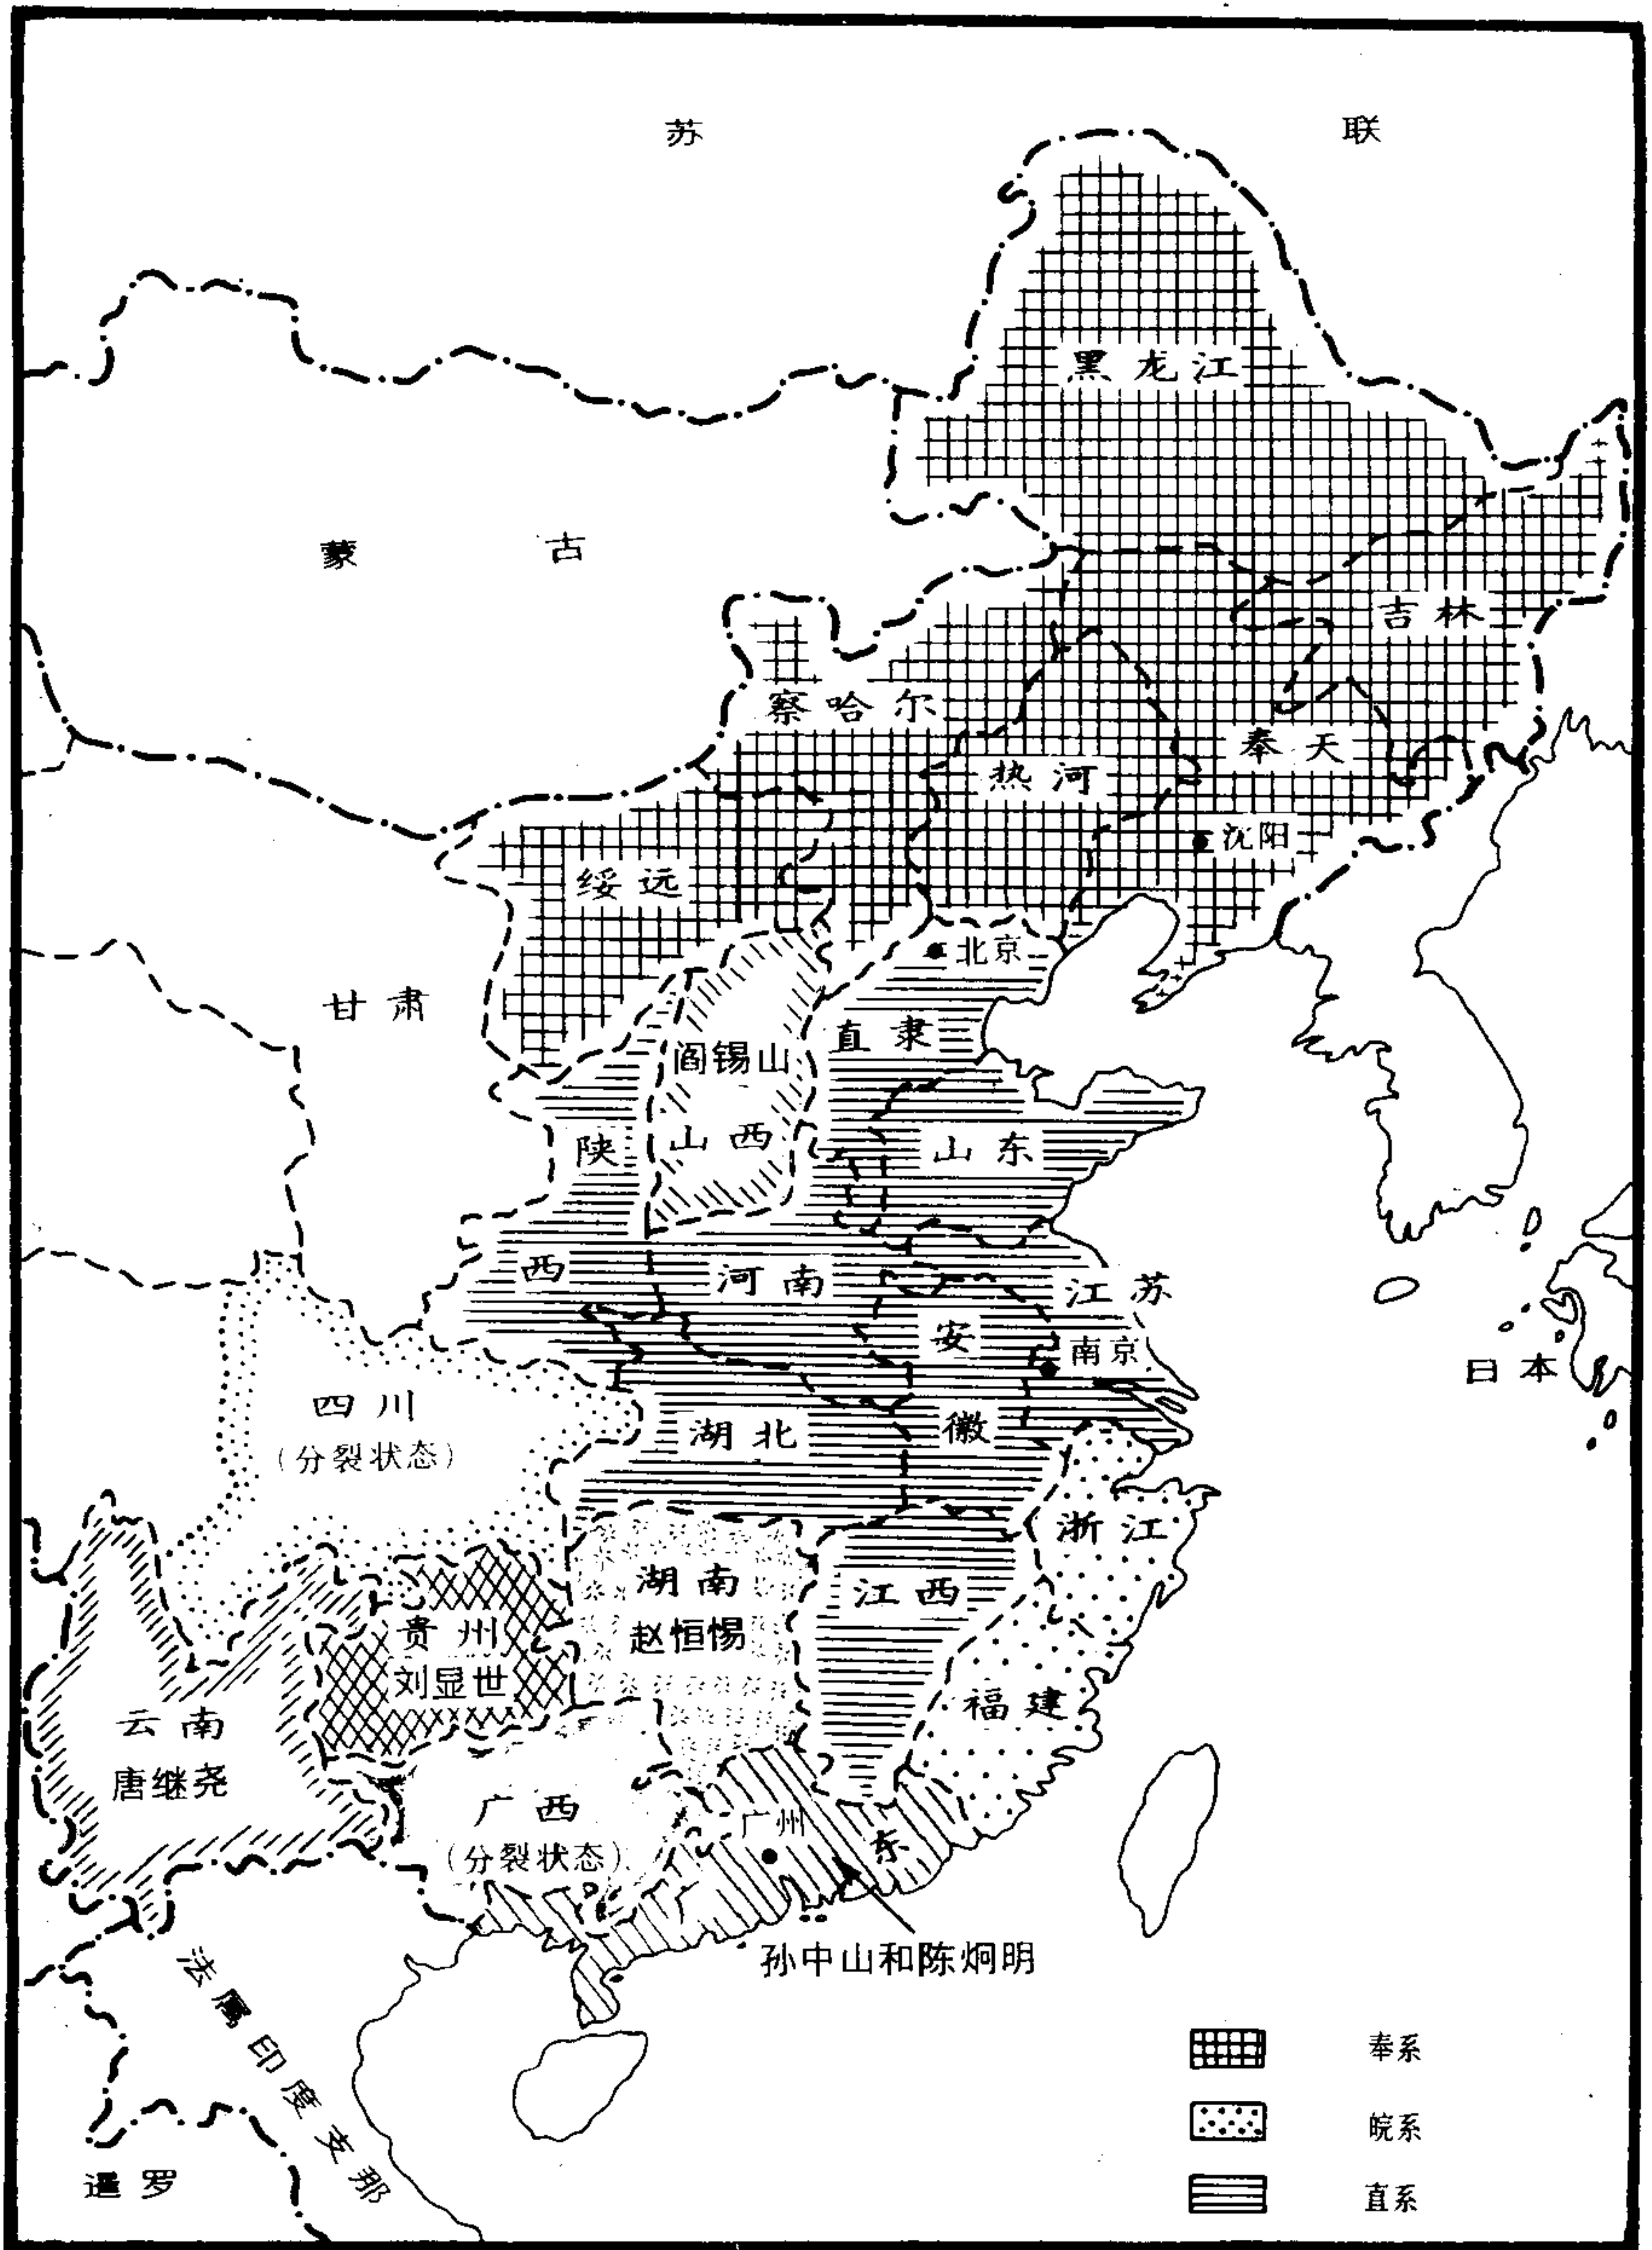 苏 联
黑龙江
蒙古
吉林
察哈尔
奉天
热河
沈阳
绥远
北京
甘肃
直隶
阎锡山
山西
陕西
山东
河南
江苏
安徽
南京
日本
四川
(分裂状态)
湖北
浙江
湖南
赵恒惕
江西
贵州
刘显世
福建
云南
唐继尧
广西
(分裂状态)
广州
东
孙中山和陈炯明
法属印度支那
暹罗
奉系
皖系
直系